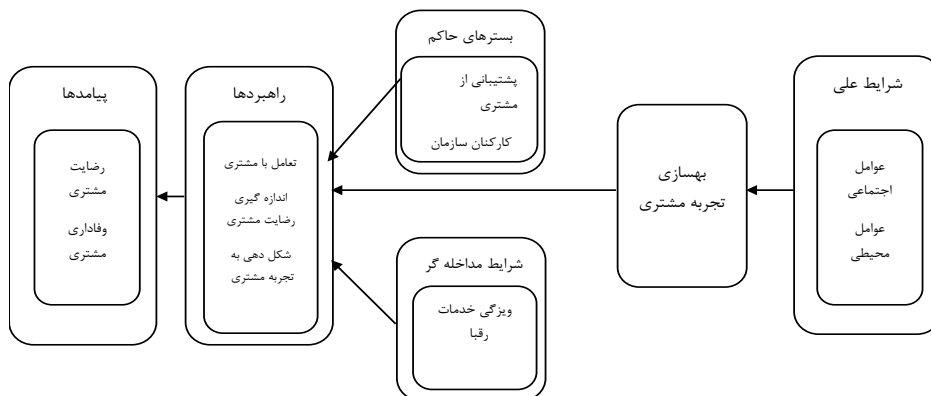 شرایط علی
عوامل
اجتماعی
عوامل
محیطی
بهسازی
تجربه مشتری
بسترهای حاکم
پشتیبانی از
مشتری
کارکنان سازمان
شرایط مداخله گر
ویژگی خدمات
رقبا
راهبردها
تعامل با مشتری
اندازه گیری
رضایت مشتری
شکل دهی به
تجربه مشتری
پیامدها
رضایت
مشتری
وفاداری
مشتری